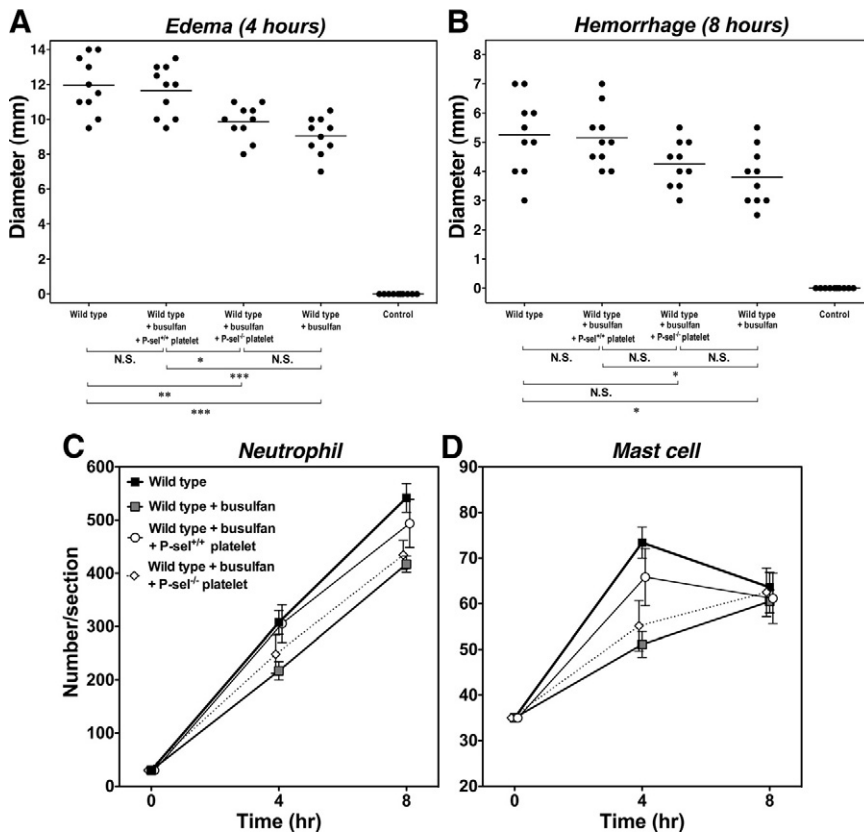 A
Edema (4 hours)
Diameter (mm)
14
12
10
8
6
4
2
0
Wild type
Wild type
+ busulfan
+ P-sel+/+ platelet
Wild type
+ busulfan
+ P-sel-/- platelet
Wild type
+ busulfan
Control
N.S. * N.S.
***
**
***
B
Hemorrhage (8 hours)
Diameter (mm)
8
7
6
5
4
3
2
1
0
Wild type
Wild type
+ busulfan
+ P-sel+/+ platelet
Wild type
+ busulfan
+ P-sel-/- platelet
Wild type
+ busulfan
Control
N.S. N.S. N.S.
*
N.S.
*
C
Neutrophil
Number/section
600
500
400
300
200
100
0
Wild type
Wild type + busulfan
Wild type + busulfan
+ P-sel+/+ platelet
Wild type + busulfan
+ P-sel-/- platelet
0 4 8
Time (hr)
D
Mast cell
90
80
70
60
50
40
30
20
0 4 8
Time (hr)